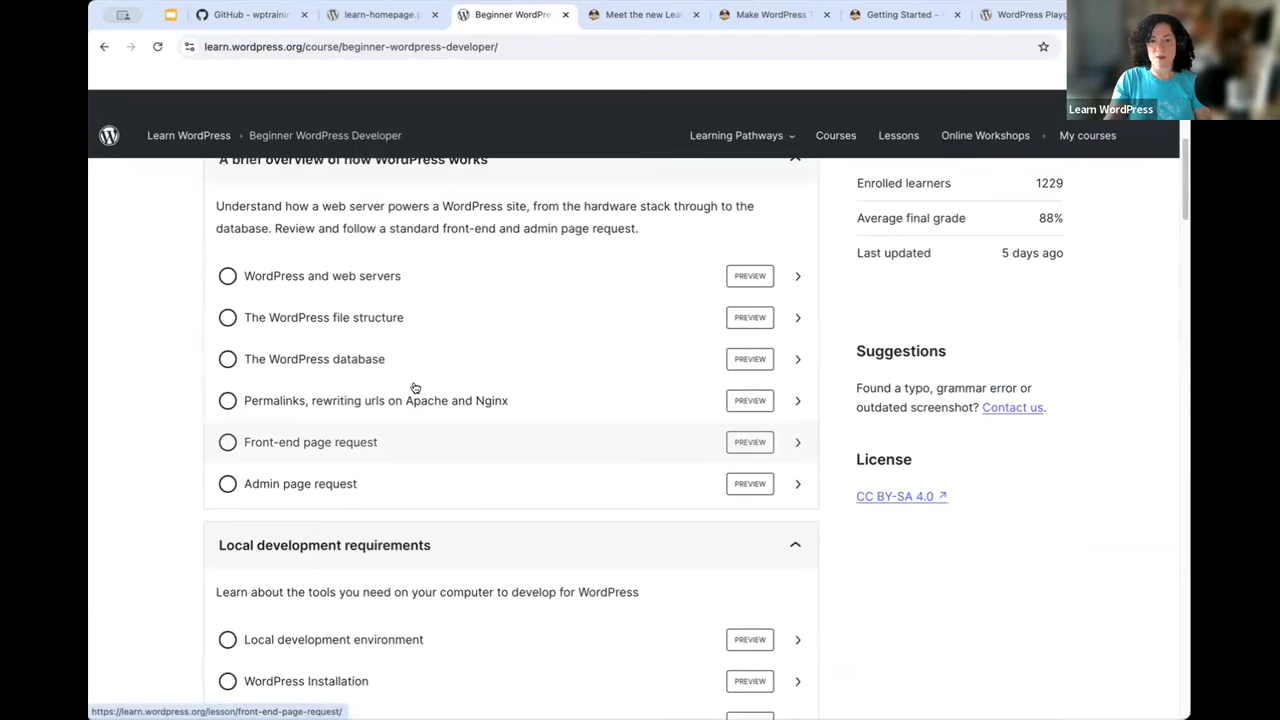 GitHub - wptrainin
learn-homepage.p
Beginner WordPre
Meet the new Lea
Make WordPress T
Getting Started -
WordPress Playg
learn.wordpress.org/course/beginner-wordpress-developer/
Learn WordPress
Learn WordPress
Beginner WordPress Developer
Learning Pathways
Courses
Lessons
Online Workshops
My courses
A brief overview of how WordPress works
Understand how a web server powers a WordPress site, from the hardware stack through to the
database. Review and follow a standard front-end and admin page request.
WordPress and web servers
PREVIEW
The WordPress file structure
PREVIEW
The WordPress database
PREVIEW
Permalinks, rewriting urls on Apache and Nginx
PREVIEW
Front-end page request
PREVIEW
Admin page request
PREVIEW
Local development requirements
Learn about the tools you need on your computer to develop for WordPress
Local development environment
PREVIEW
WordPress Installation
PREVIEW
Enrolled learners 1229
Average final grade 88%
Last updated 5 days ago
Suggestions
Found a typo, grammar error or
outdated screenshot? Contact us.
License
CC BY-SA 4.0 ↗
https://learn.wordpress.org/lesson/front-end-page-request/